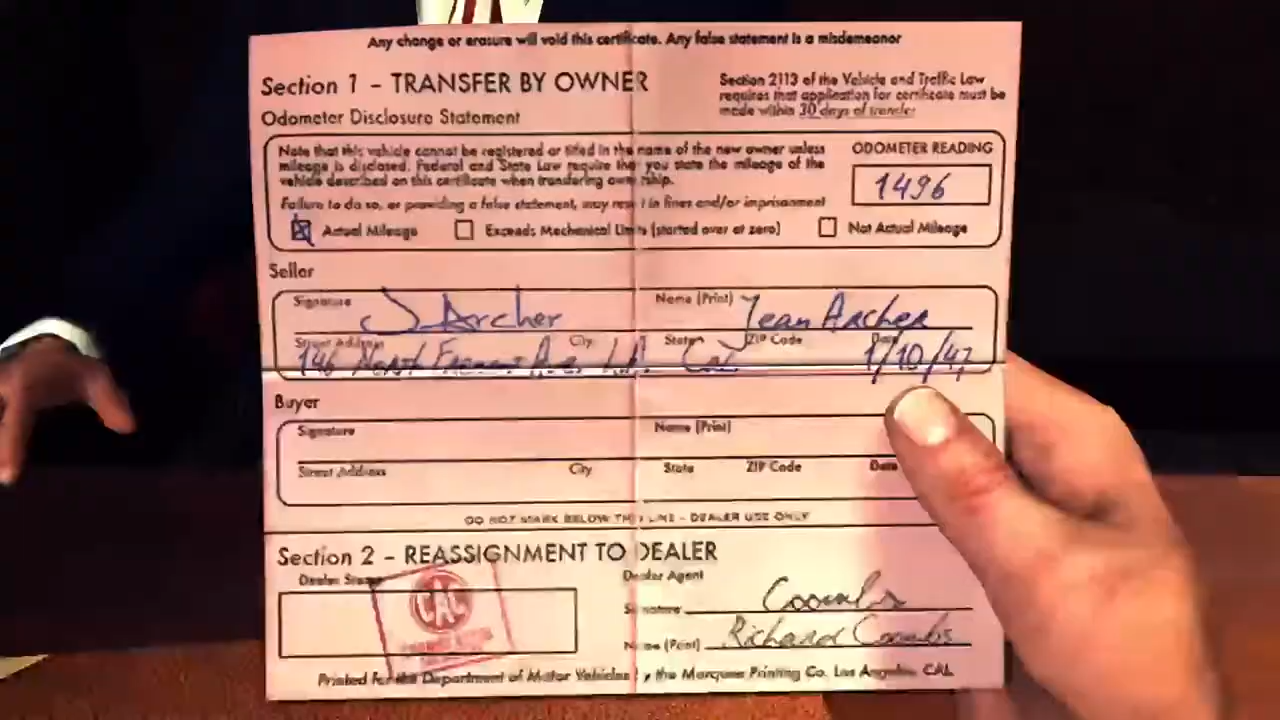 Any change or erasure will void this certificate. Any false statement is a misdemeanor
Section 1 - TRANSFER BY OWNER
Section 2113 of the Vehicle and Traffic Law
requires that application for certificate must be
made within 30 days of transfer
Odometer Disclosure Statement
Note that this vehicle cannot be registered or titled in the name of the new owner unless
mileage is disclosed. Federal and State Law require that you state the mileage of the
vehicle described on this certificate when transferring ownership.
Failure to do so, or providing a false statement, may result in fines and/or imprisonment
ODOMETER READING
1496
Actual Mileage
Exceeds Mechanical Limits (started over at zero)
Not Actual Mileage
Seller
Signature
J Archer
Name (Print)
Jean Archer
Street Address
City
State
ZIP Code
Date
146 North Ave. L.A. Cal
1/10/47
Buyer
Signature
Name (Print)
Street Address
City
State
ZIP Code
Date
DO NOT MARK BELOW THIS LINE - DEALER USE ONLY
Section 2 - REASSIGNMENT TO DEALER
Dealer Stamp
CAL
Dealer Agent
Signature
Coombs
Name (Print)
Richard Coombs
Printed For the Department of Motor Vehicles by the Marquee Printing Co. Los Angeles, CAL